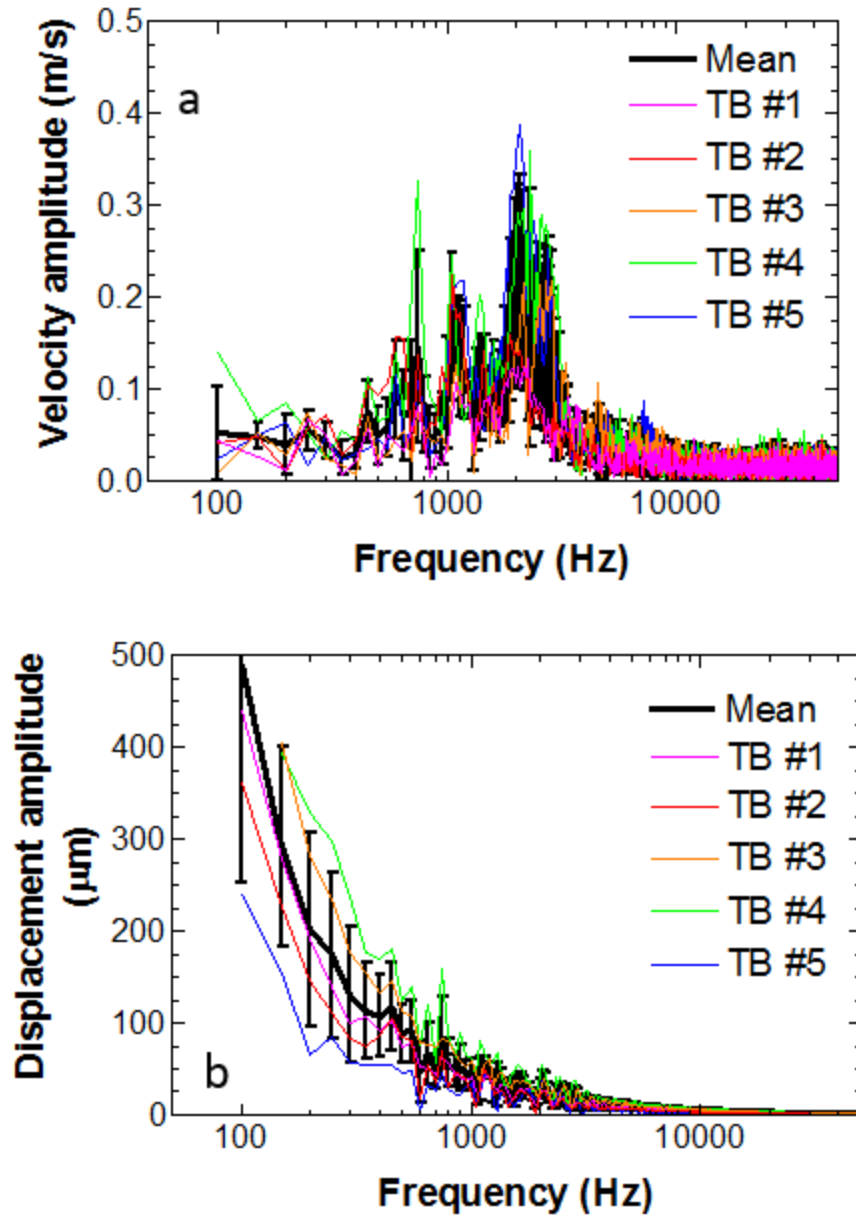 0.5
0.4
0.3
0.2
0.1
0.0
Velocity amplitude (m/s)
a
Mean
TB #1
TB #2
TB #3
TB #4
TB #5
100
1000
10000
Frequency (Hz)
500
400
300
200
100
0
Displacement amplitude
(μm)
b
Mean
TB #1
TB #2
TB #3
TB #4
TB #5
100
1000
10000
Frequency (Hz)